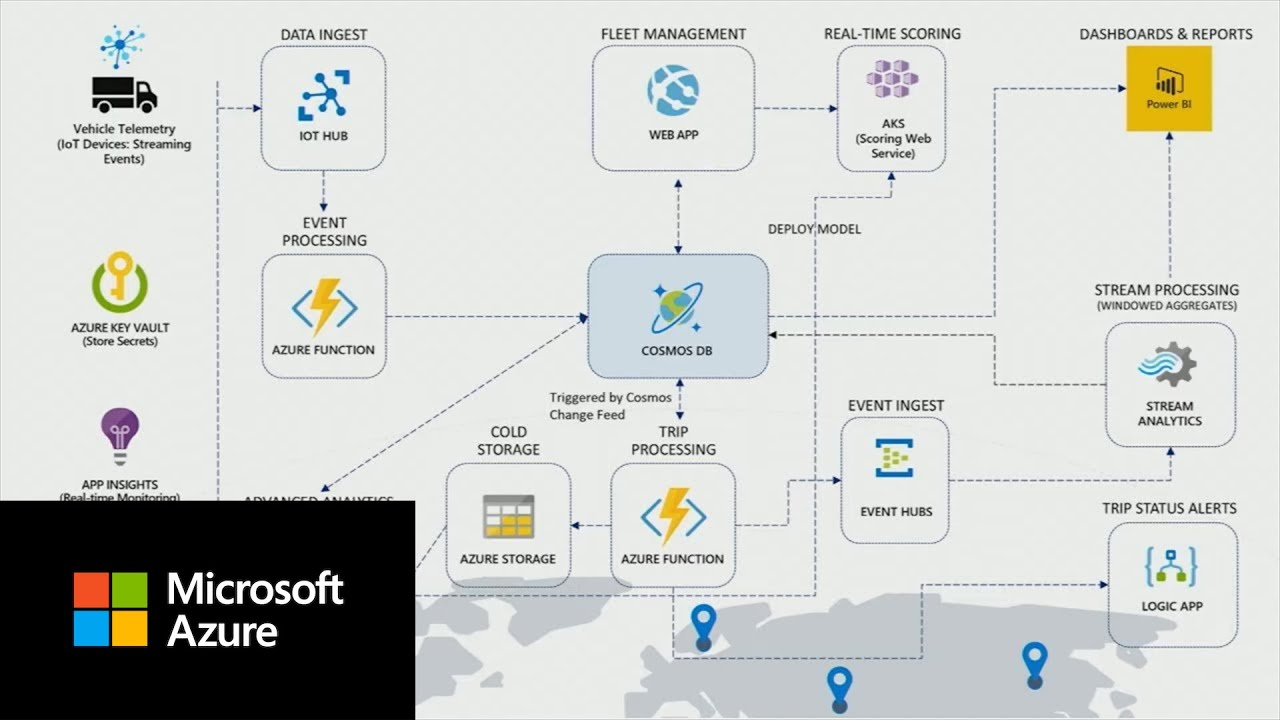 DATA INGEST
FLEET MANAGEMENT
REAL-TIME SCORING
DASHBOARDS & REPORTS
Vehicle Telemetry
(IoT Devices: Streaming
Events)
IOT HUB
WEB APP
AKS
(Scoring Web
Service)
Power BI
EVENT
PROCESSING
DEPLOY MODEL
AZURE KEY VAULT
(Store Secrets)
AZURE FUNCTION
COSMOS DB
STREAM PROCESSING
(WINDOWED AGGREGATES)
STREAM
ANALYTICS
Triggered by Cosmos
Change Feed
COLD
STORAGE
TRIP
PROCESSING
EVENT INGEST
APP INSIGHTS
(Real-time Monitoring)
ADVANCED ANALYTICS
AZURE STORAGE
AZURE FUNCTION
EVENT HUBS
TRIP STATUS ALERTS
LOGIC APP
Microsoft
Azure